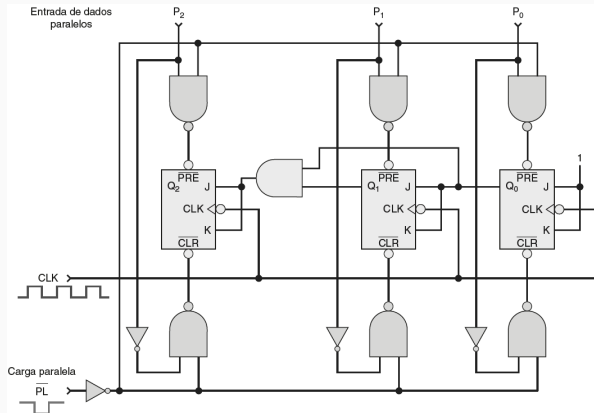 Entrada de dados
paralelos
P2
P1
P0
1
PRE
Q2
J
CLK
K
CLR
PRE
Q1
J
CLK
K
CLR
PRE
Q0
J
CLK
K
CLR
CLK
Carga paralela
PL